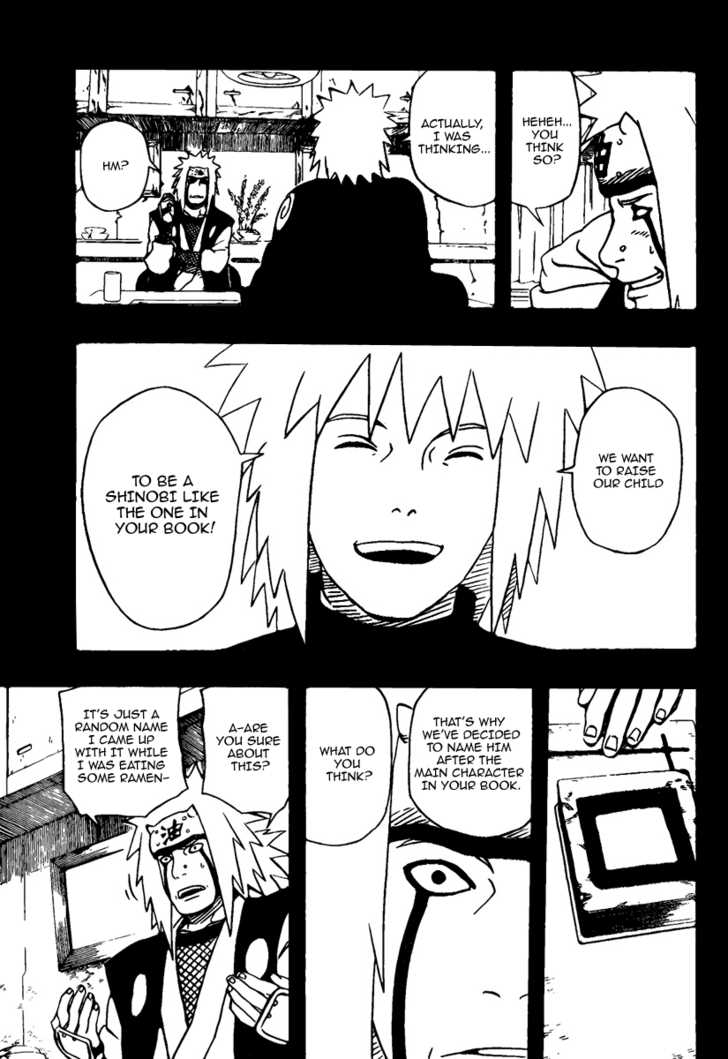 HEHEH...
YOU
THINK
SO?
ACTUALLY,
I WAS
THINKING...
HM?
WE WANT
TO RAISE
OUR CHILD
TO BE A
SHINOBI LIKE
THE ONE IN
YOUR BOOK!
THAT'S WHY
WE'VE DECIDED
TO NAME HIM
AFTER THE
MAIN CHARACTER
IN YOUR BOOK.
WHAT DO
YOU
THINK?
A-ARE
YOU SURE
ABOUT
THIS?
IT'S JUST A
RANDOM NAME
I CAME UP
WITH IT WHILE
I WAS EATING
SOME RAMEN-
油